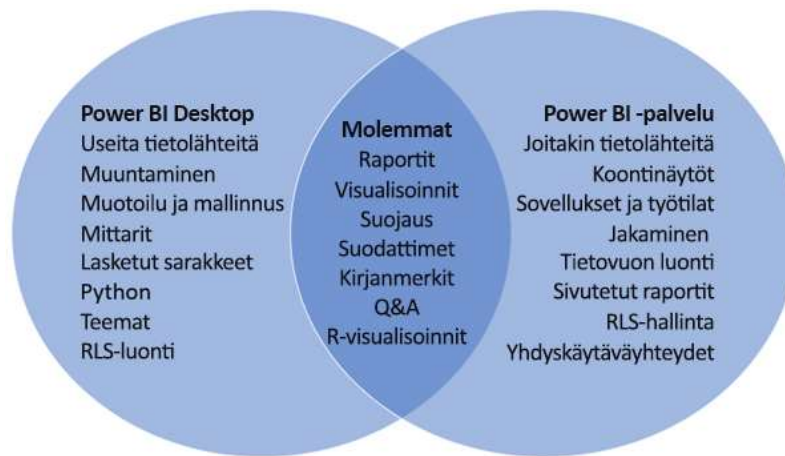 Power BI Desktop
Useita tietolähteitä
Muuntaminen
Muotoilu ja mallinnus
Mittarit
Lasketut sarakkeet
Python
Teemat
RLS-luonti
Molemmat
Raportit
Visualisoinnit
Suojaus
Suodattimet
Kirjanmerkit
Q&A
R-visualisoinnit
Power BI -palvelu
Joitakin tietolähteitä
Koontinäytöt
Sovellukset ja työtilat
Jakaminen
Tietovuon luonti
Sivutetut raportit
RLS-hallinta
Yhdyskäytäväyhteydet